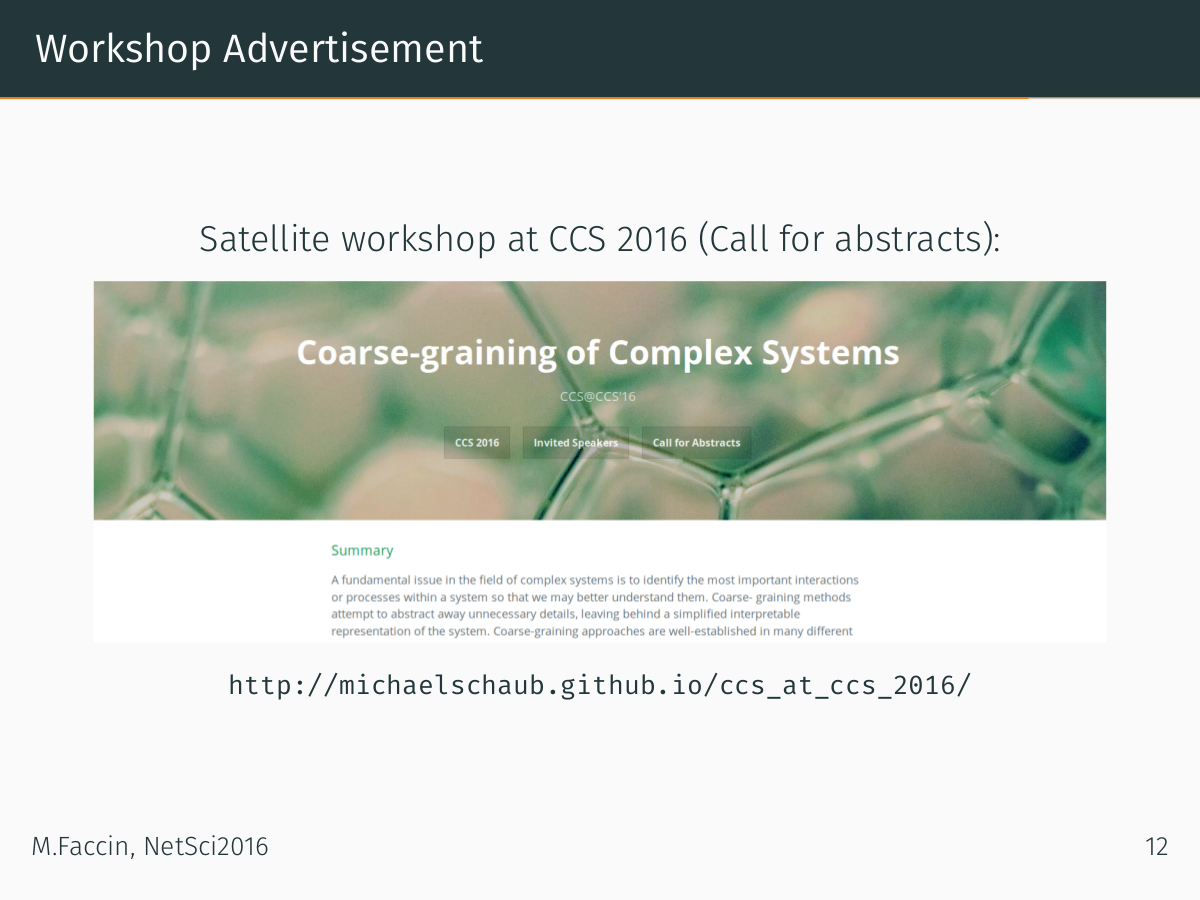 Workshop Advertisement
Satellite workshop at CCS 2016 (Call for abstracts):
Coarse-graining of Complex Systems
CCS@CCS'16
CCS 2016 Invited Speakers Call for Abstracts
Summary
A fundamental issue in the field of complex systems is to identify the most important interactions
or processes within a system so that we may better understand them. Coarse- graining methods
attempt to abstract away unnecessary details, leaving behind a simplified interpretable
representation of the system. Coarse-graining approaches are well-established in many different
http://michaelschaub.github.io/ccs_at_ccs_2016/
M.Faccin, NetSci2016 12